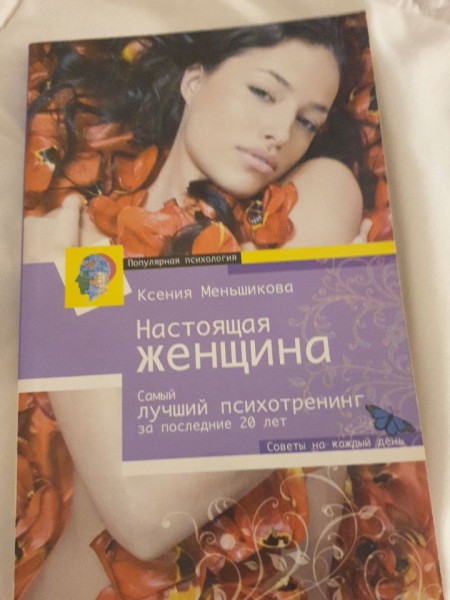 Популярная психология
Ксения Меньшикова
Настоящая
женщина
Самый
лучший психотренинг
за последние 20 лет
Советы на каждый день